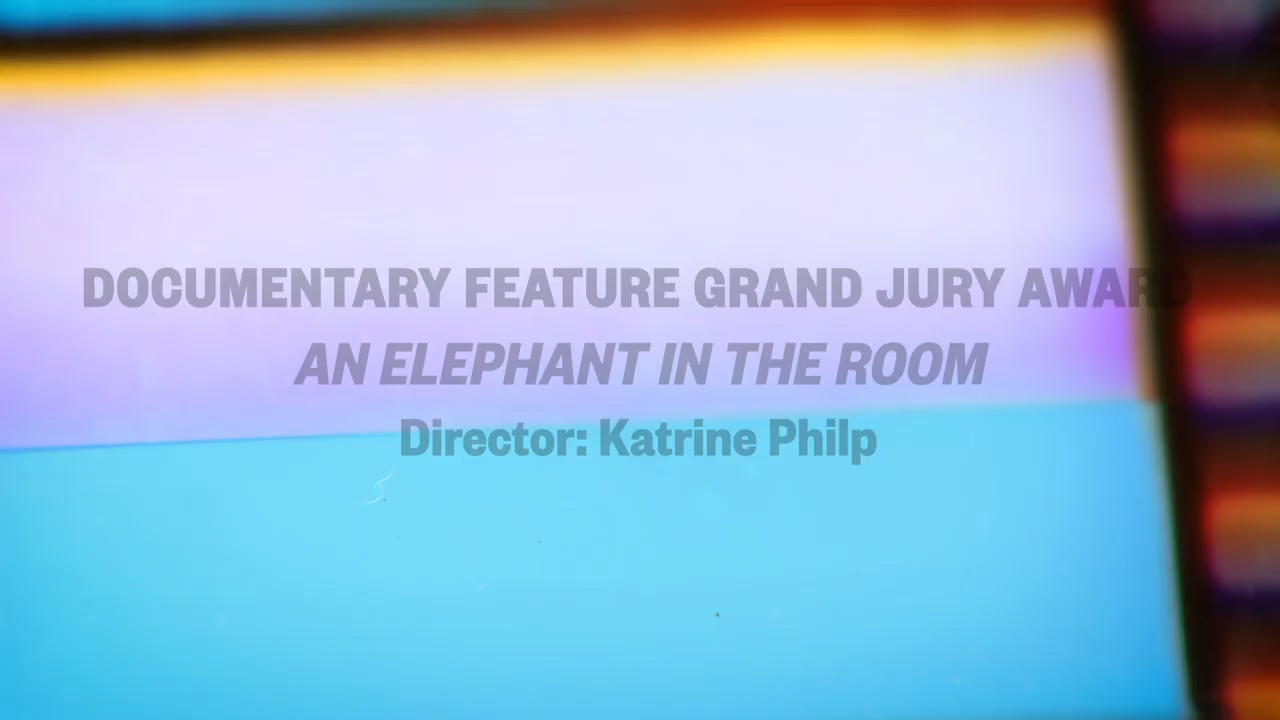 DOCUMENTARY FEATURE GRAND JURY AWARD
AN ELEPHANT IN THE ROOM
Director: Katrine Philp